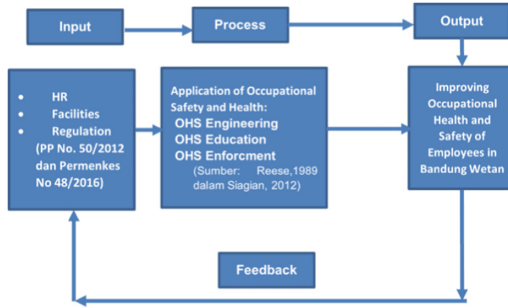 Input
Process
Output
• HR
• Facilities
• Regulation
(PP No. 50/2012
dan Permenkes
No 48/2016)
Application of Occupational
Safety and Health:
OHS Engineering
OHS Education
OHS Enforcment
(Sumber: Reese,1989
dalam Siagian, 2012)
Improving
Occupational
Health and
Safety of
Employees in
Bandung Wetan
Feedback